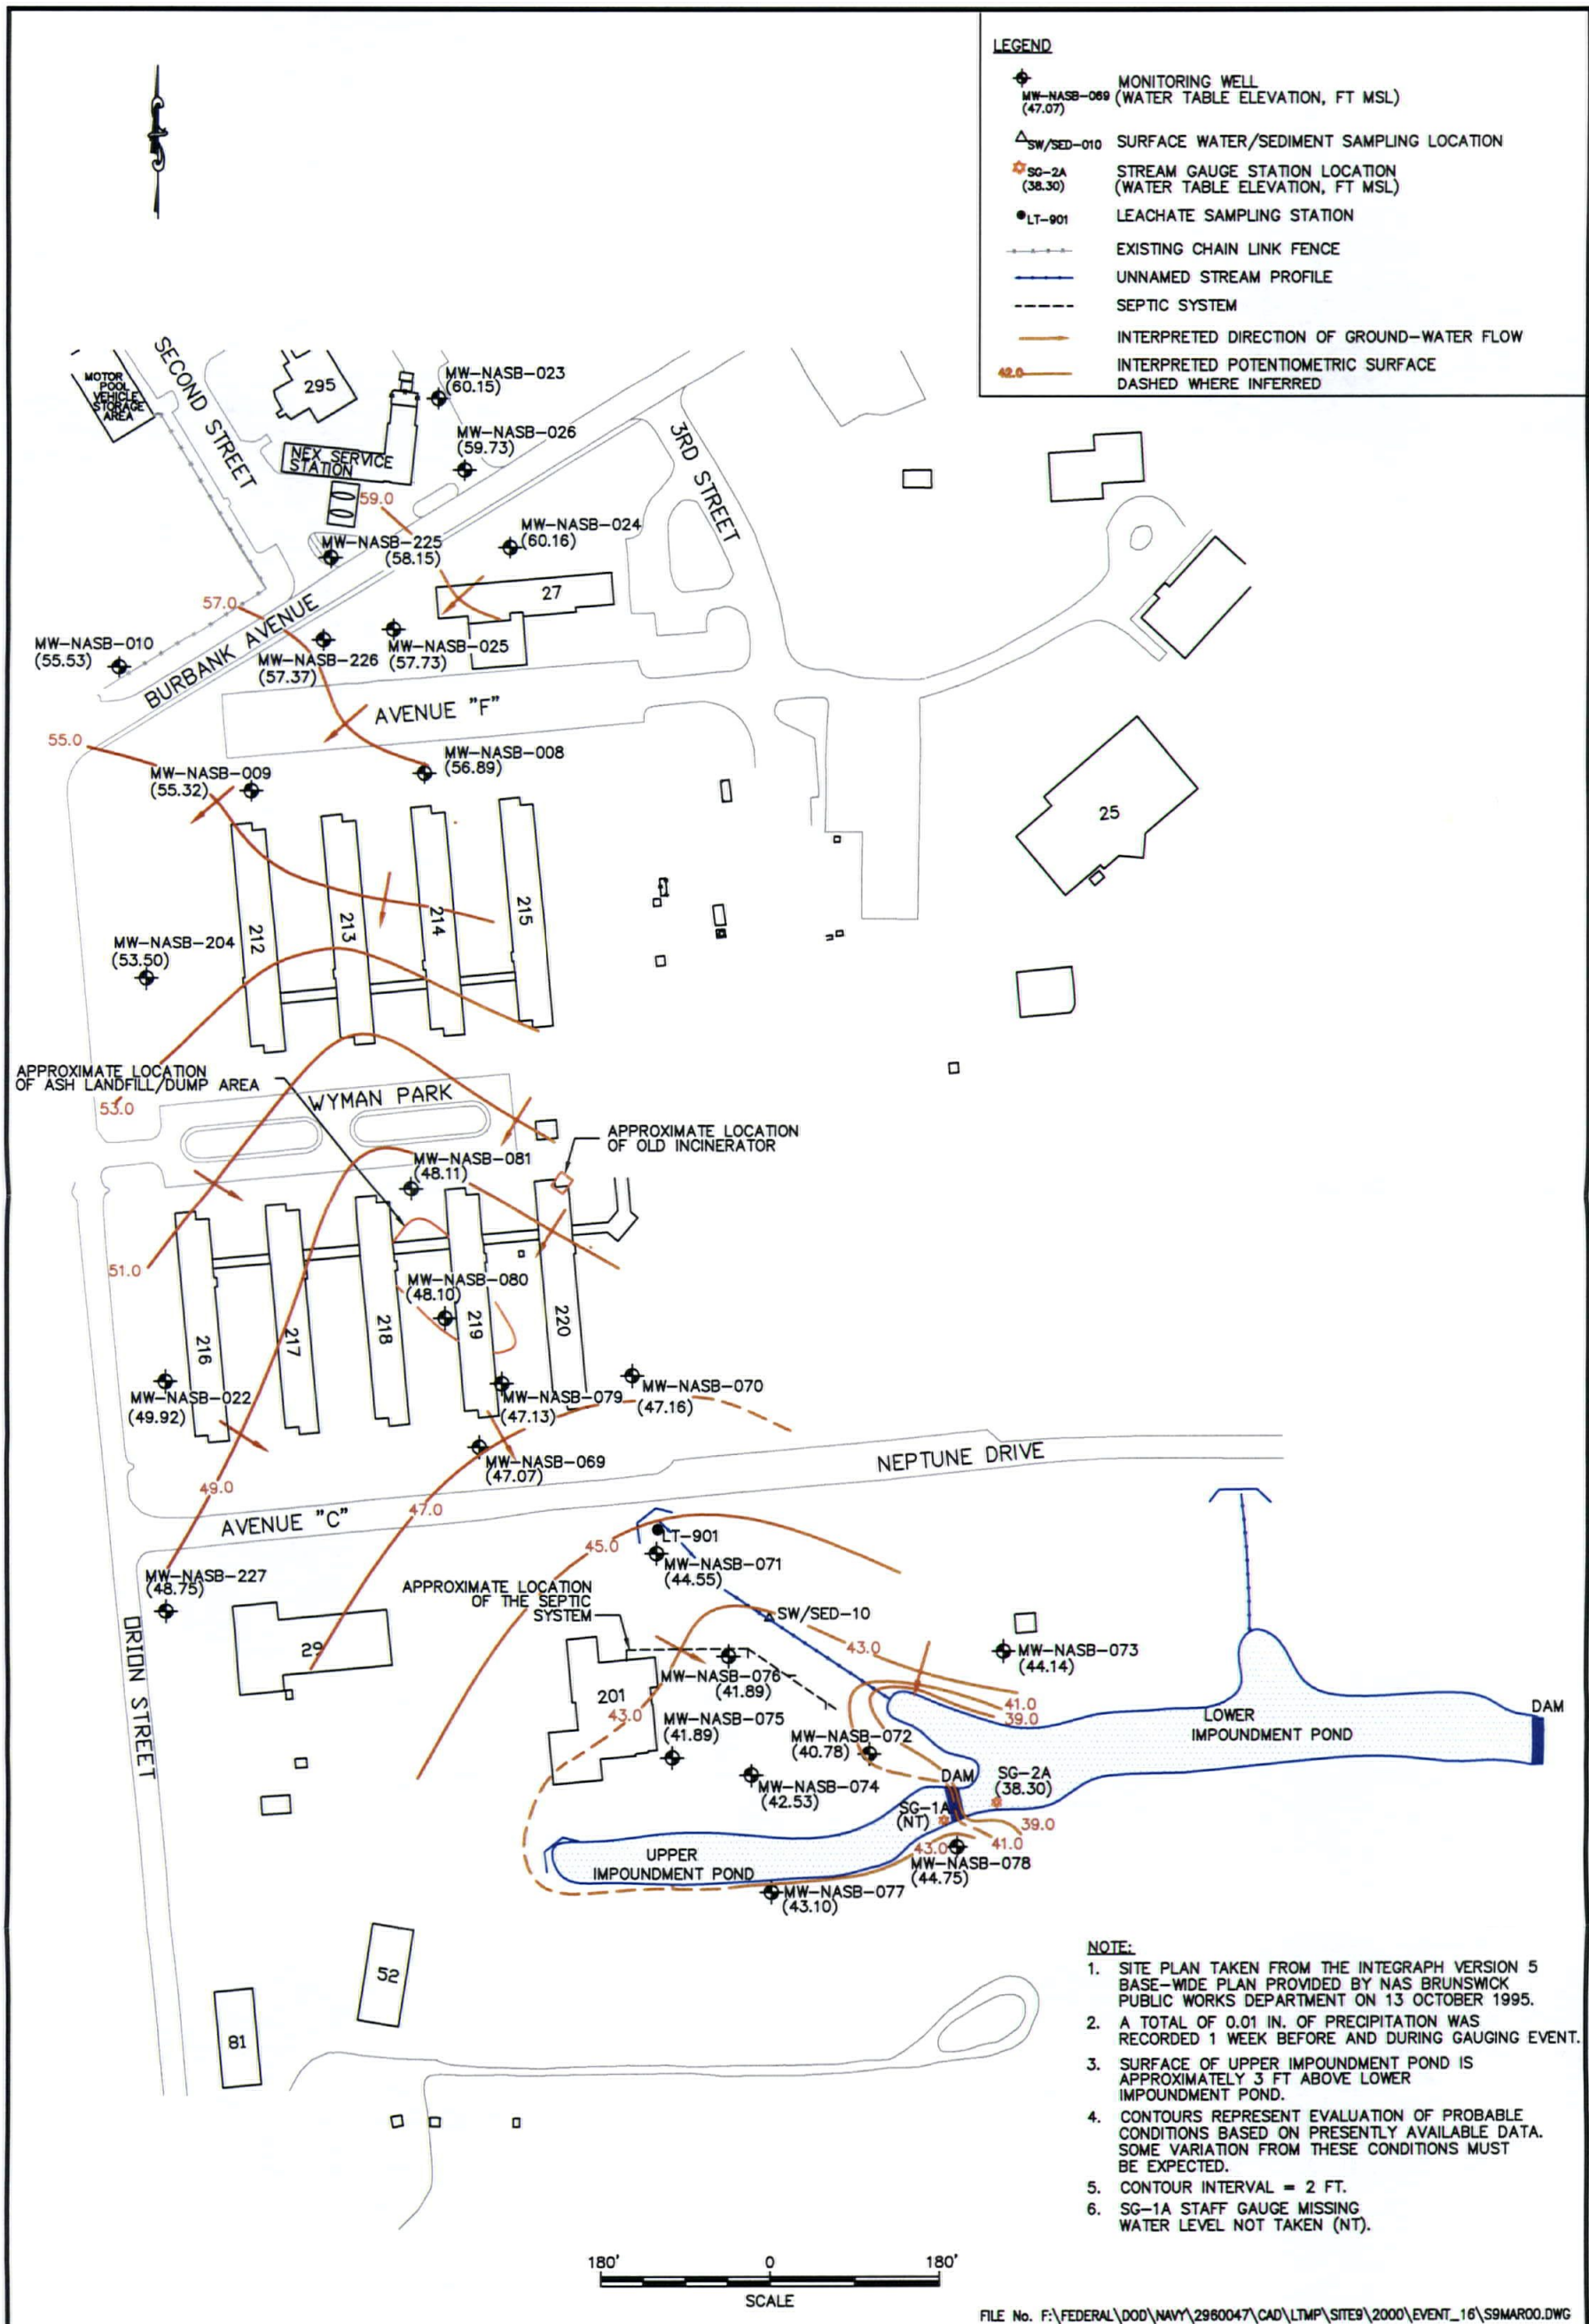 LEGEND
MONITORING WELL
MW-NASB-069 (WATER TABLE ELEVATION, FT MSL)
(47.07)
SW/SED-010 SURFACE WATER/SEDIMENT SAMPLING LOCATION
SG-2A STREAM GAUGE STATION LOCATION
(38.30) (WATER TABLE ELEVATION, FT MSL)
LT-901 LEACHATE SAMPLING STATION
EXISTING CHAIN LINK FENCE
UNNAMED STREAM PROFILE
SEPTIC SYSTEM
INTERPRETED DIRECTION OF GROUND-WATER FLOW
42.0 INTERPRETED POTENTIOMETRIC SURFACE
DASHED WHERE INFERRED
MOTOR
POOL
VEHICLE
STORAGE
AREA
SECOND STREET
295
MW-NASB-023
(60.15)
MW-NASB-026
(59.73)
NEX SERVICE
STATION
3RD STREET
59.0
MW-NASB-024
(60.16)
MW-NASB-225
(58.15)
27
57.0
BURBANK AVENUE
MW-NASB-010
(55.53)
MW-NASB-226
(57.37)
MW-NASB-025
(57.73)
AVENUE "F"
55.0
MW-NASB-008
(56.89)
MW-NASB-009
(55.32)
25
212
213
214
215
MW-NASB-204
(53.50)
APPROXIMATE LOCATION
OF ASH LANDFILL/DUMP AREA
53.0
WYMAN PARK
APPROXIMATE LOCATION
OF OLD INCINERATOR
MW-NASB-081
(48.11)
51.0
MW-NASB-080
(48.10)
216
217
218
219
220
MW-NASB-022
(49.92)
MW-NASB-079
(47.13)
MW-NASB-070
(47.16)
MW-NASB-069
(47.07)
NEPTUNE DRIVE
49.0
47.0
AVENUE "C"
45.0
LT-901
MW-NASB-071
(44.55)
MW-NASB-227
(48.75)
APPROXIMATE LOCATION
OF THE SEPTIC
SYSTEM
SW/SED-10
ORION STREET
29
43.0
MW-NASB-073
(44.14)
MW-NASB-076
(41.89)
201
43.0
41.0
39.0
MW-NASB-075
(41.89)
MW-NASB-072
(40.78)
LOWER
IMPOUNDMENT POND
DAM
DAM
SG-2A
(38.30)
MW-NASB-074
(42.53)
SG-1A
(NT)
39.0
41.0
43.0
UPPER
IMPOUNDMENT POND
MW-NASB-078
(44.75)
MW-NASB-077
(43.10)
52
81
NOTE:
1. SITE PLAN TAKEN FROM THE INTEGRAPH VERSION 5
BASE-WIDE PLAN PROVIDED BY NAS BRUNSWICK
PUBLIC WORKS DEPARTMENT ON 13 OCTOBER 1995.
2. A TOTAL OF 0.01 IN. OF PRECIPITATION WAS
RECORDED 1 WEEK BEFORE AND DURING GAUGING EVENT.
3. SURFACE OF UPPER IMPOUNDMENT POND IS
APPROXIMATELY 3 FT ABOVE LOWER
IMPOUNDMENT POND.
4. CONTOURS REPRESENT EVALUATION OF PROBABLE
CONDITIONS BASED ON PRESENTLY AVAILABLE DATA.
SOME VARIATION FROM THESE CONDITIONS MUST
BE EXPECTED.
5. CONTOUR INTERVAL = 2 FT.
6. SG-1A STAFF GAUGE MISSING
WATER LEVEL NOT TAKEN (NT).
180' 0 180'
SCALE
FILE No. F:\FEDERAL\DOD\NAVY\2960047\CAD\LTMP\SITE9\2000\EVENT_16\S9MAR00.DWG